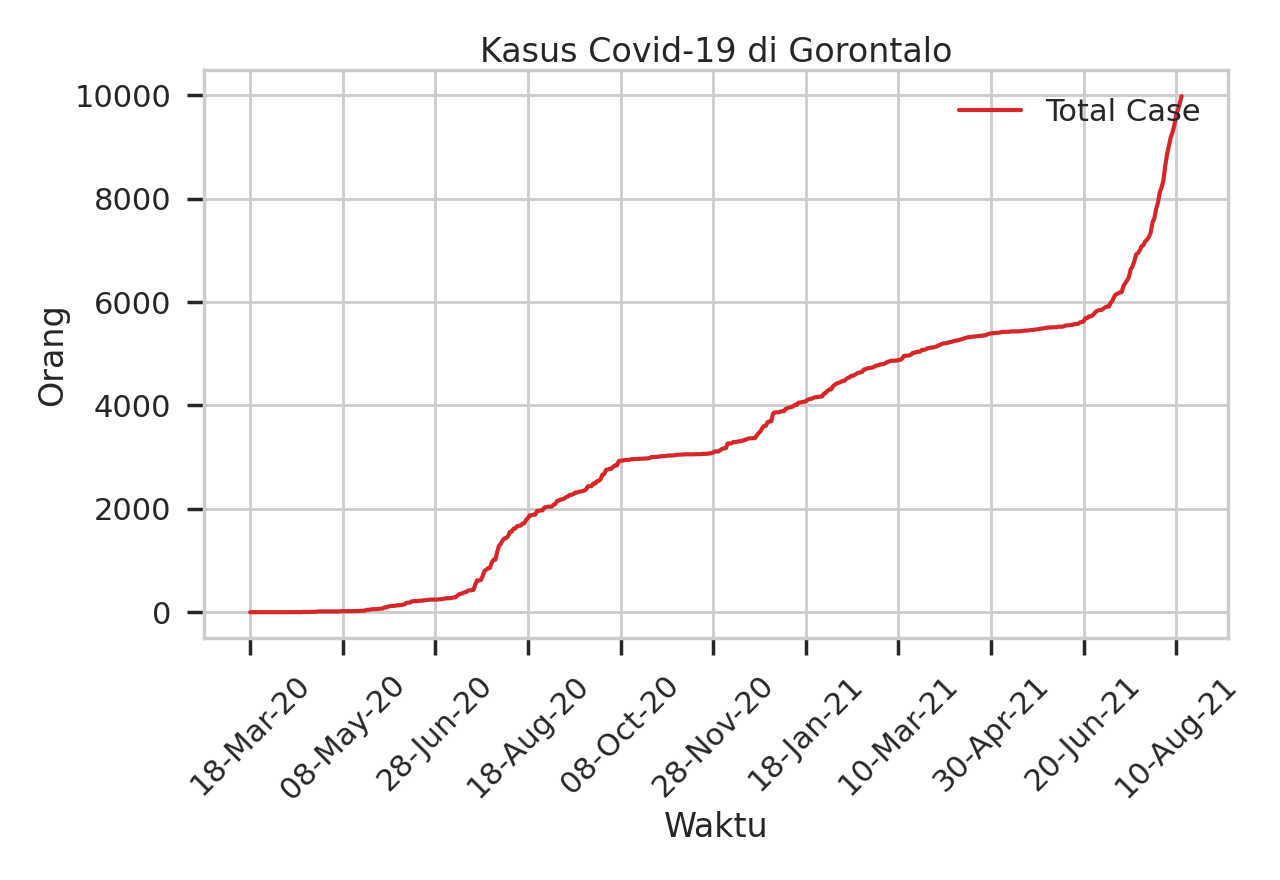 Kasus Covid-19 di Gorontalo
Total Case
Orang
10000
8000
6000
4000
2000
0
18-Mar-20
08-May-20
28-Jun-20
18-Aug-20
08-Oct-20
28-Nov-20
18-Jan-21
10-Mar-21
30-Apr-21
20-Jun-21
10-Aug-21
Waktu